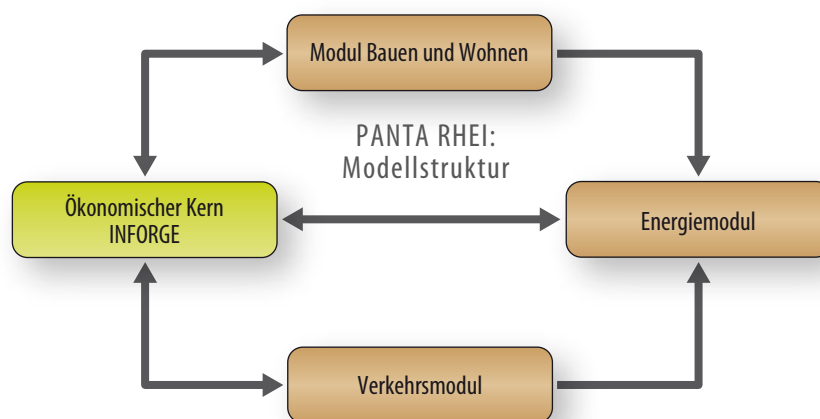 Modul Bauen und Wohnen
PANTA RHEI:
Modellstruktur
Ökonomischer Kern
INFORGE
Energiemodul
Verkehrsmodul